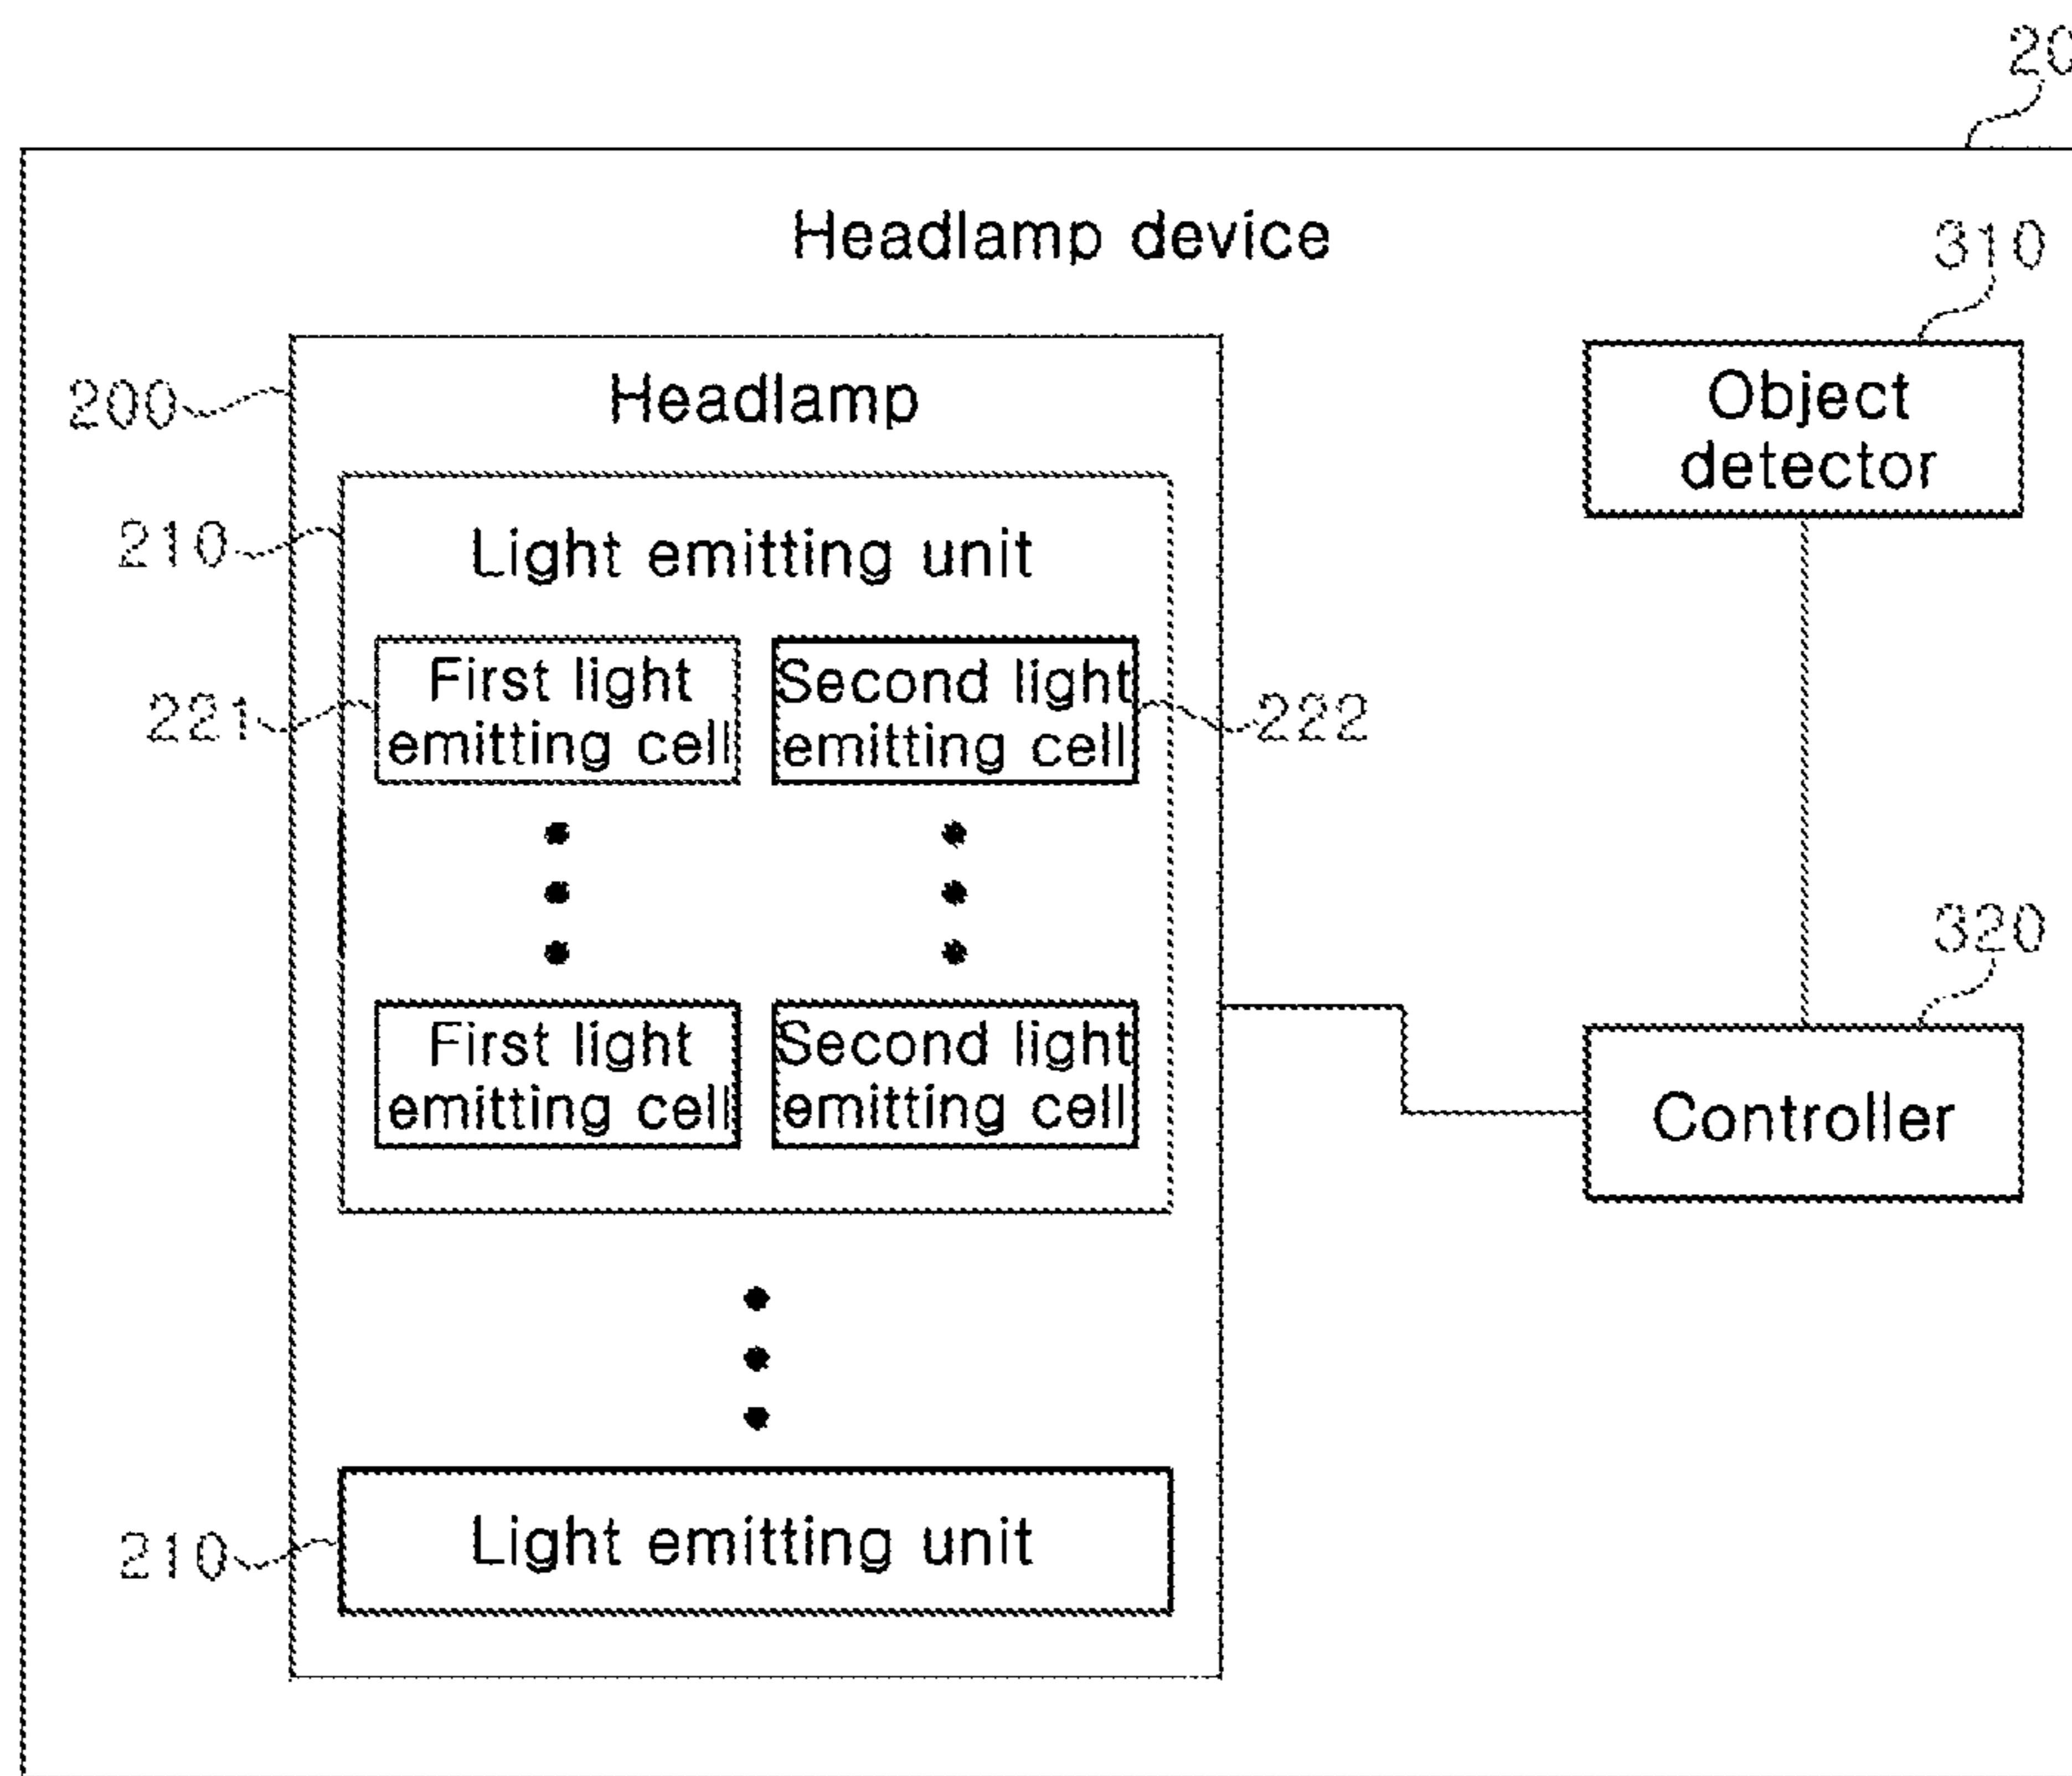 20
Headlamp device
310
200
Headlamp
Object
detector
210
Light emitting unit
First light
emitting cell
Second light
emitting cell
221
222
320
First light
emitting cell
Second light
emitting cell
Controller
210
Light emitting unit